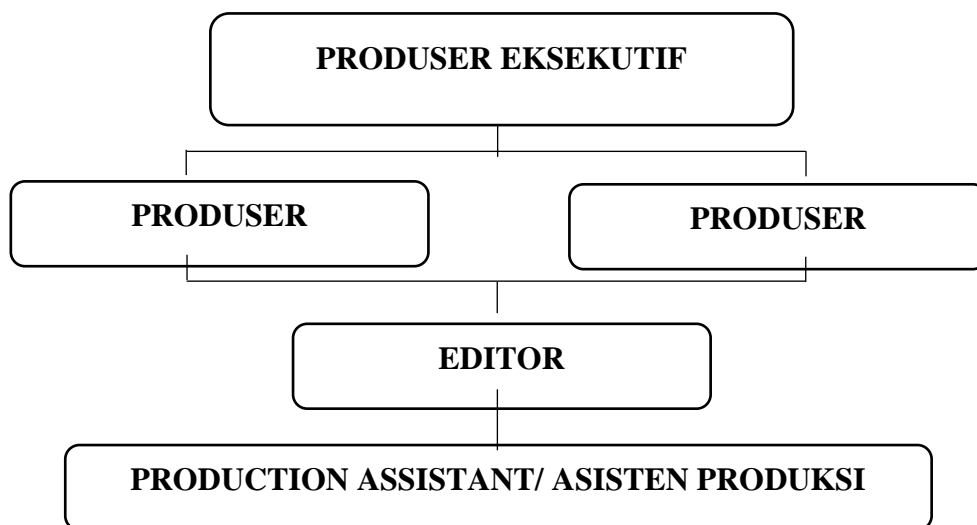 PRODUSER EKSEKUTIF
PRODUSER
PRODUSER
EDITOR
PRODUCTION ASSISTANT/ ASISTEN PRODUKSI